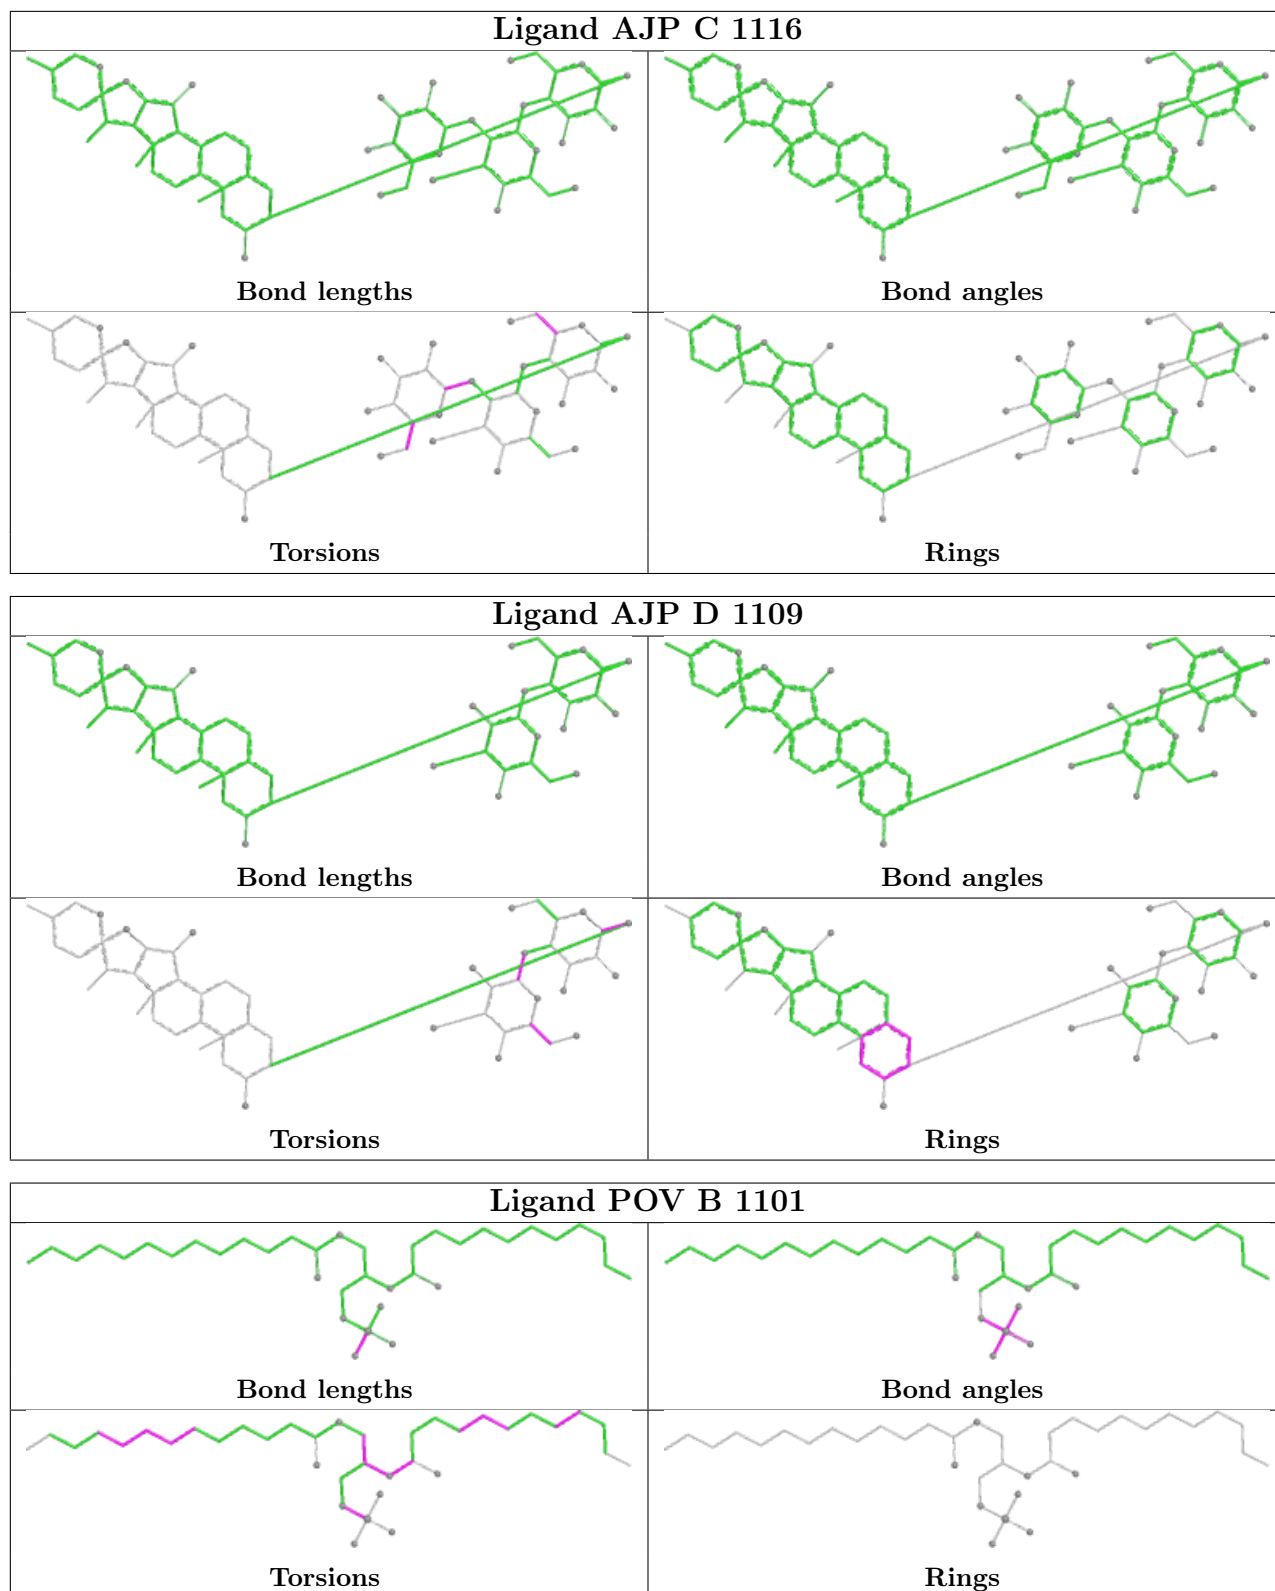 Ligand AJP C 1116
Bond lengths
Bond angles
Torsions
Rings
Ligand AJP D 1109
Bond lengths
Bond angles
Torsions
Rings
Ligand POV B 1101
Bond lengths
Bond angles
Torsions
Rings